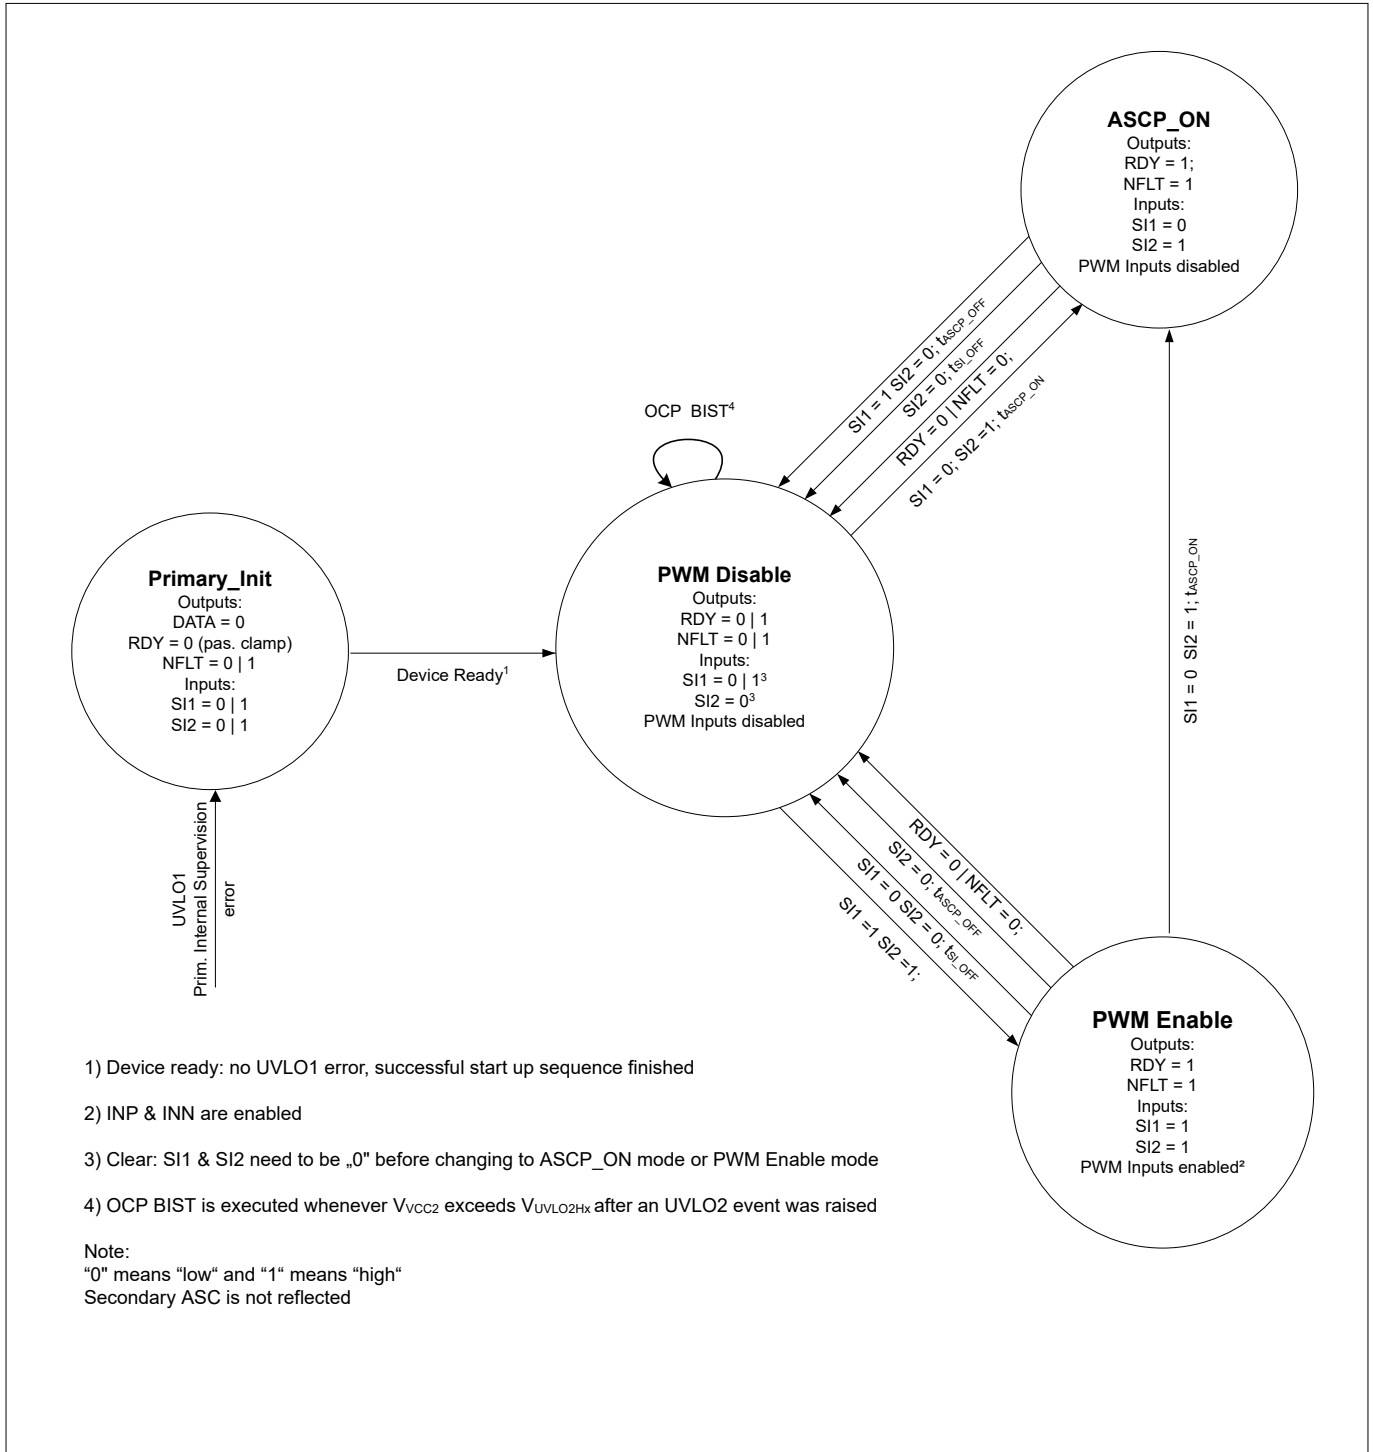 ASCP_ON
Outputs:
RDY = 1;
NFLT = 1
Inputs:
SI1 = 0
SI2 = 1
PWM Inputs disabled
SI1 = 1 SI2 = 0; tASCP_OFF
SI2 = 0; tSI_OFF
RDY = 0 | NFLT = 0;
SI1 = 0; SI2 =1; tASCP_ON
OCP BIST⁴
Primary_Init
Outputs:
DATA = 0
RDY = 0 (pas. clamp)
NFLT = 0 | 1
Inputs:
SI1 = 0 | 1
SI2 = 0 | 1
Device Ready¹
PWM Disable
Outputs:
RDY = 0 | 1
NFLT = 0 | 1
Inputs:
SI1 = 0 | 1³
SI2 = 0³
PWM Inputs disabled
SI1 = 0 SI2 = 1; tASCP_ON
UVLO1
Prim. Internal Supervision
error
RDY = 0 | NFLT = 0;
SI2 = 0; tASCP_OFF
SI1 = 0 SI2 = 0; tSI_OFF
SI1 =1 SI2 =1;
PWM Enable
Outputs:
RDY = 1
NFLT = 1
Inputs:
SI1 = 1
SI2 = 1
PWM Inputs enabled²
1) Device ready: no UVLO1 error, successful start up sequence finished
2) INP & INN are enabled
3) Clear: SI1 & SI2 need to be „0" before changing to ASCP_ON mode or PWM Enable mode
4) OCP BIST is executed whenever VVCC2 exceeds VUVLO2Hx after an UVLO2 event was raised
Note:
“0" means “low“ and “1“ means “high“
Secondary ASC is not reflected